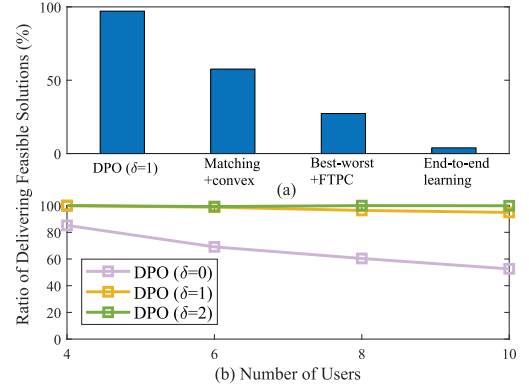 Ratio of Delivering Feasible Solutions (%)
100
50
0
DPO (δ=1)
Matching
+convex
Best-worst
+FTPC
End-to-end
learning
(a)
100
80
60
40
20
0
DPO (δ=0)
DPO (δ=1)
DPO (δ=2)
4
6
8
10
(b) Number of Users